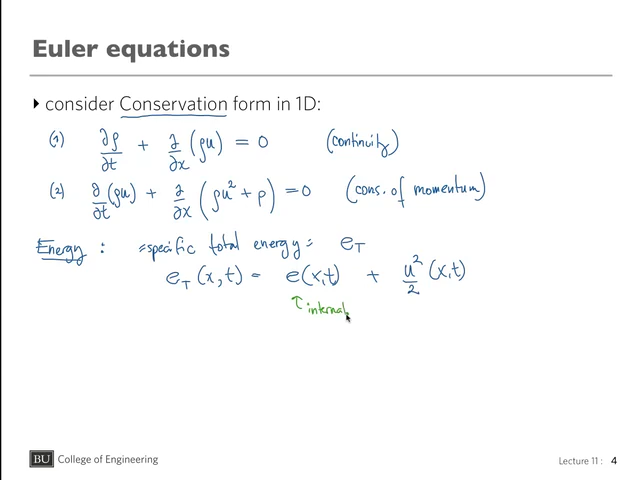 Euler equations
▸ consider Conservation form in 1D:
(1) ∂ρ/∂t + ∂/∂x (ρu) = 0 (continuity)
(2) ∂/∂t (ρu) + ∂/∂x (ρu² + p) = 0 (cons. of momentum)
Energy : "specific total energy": e_T
e_T (x,t) = e(x,t) + u²/2 (x,t)
↑ internal
BU College of Engineering
Lecture 11 : 4